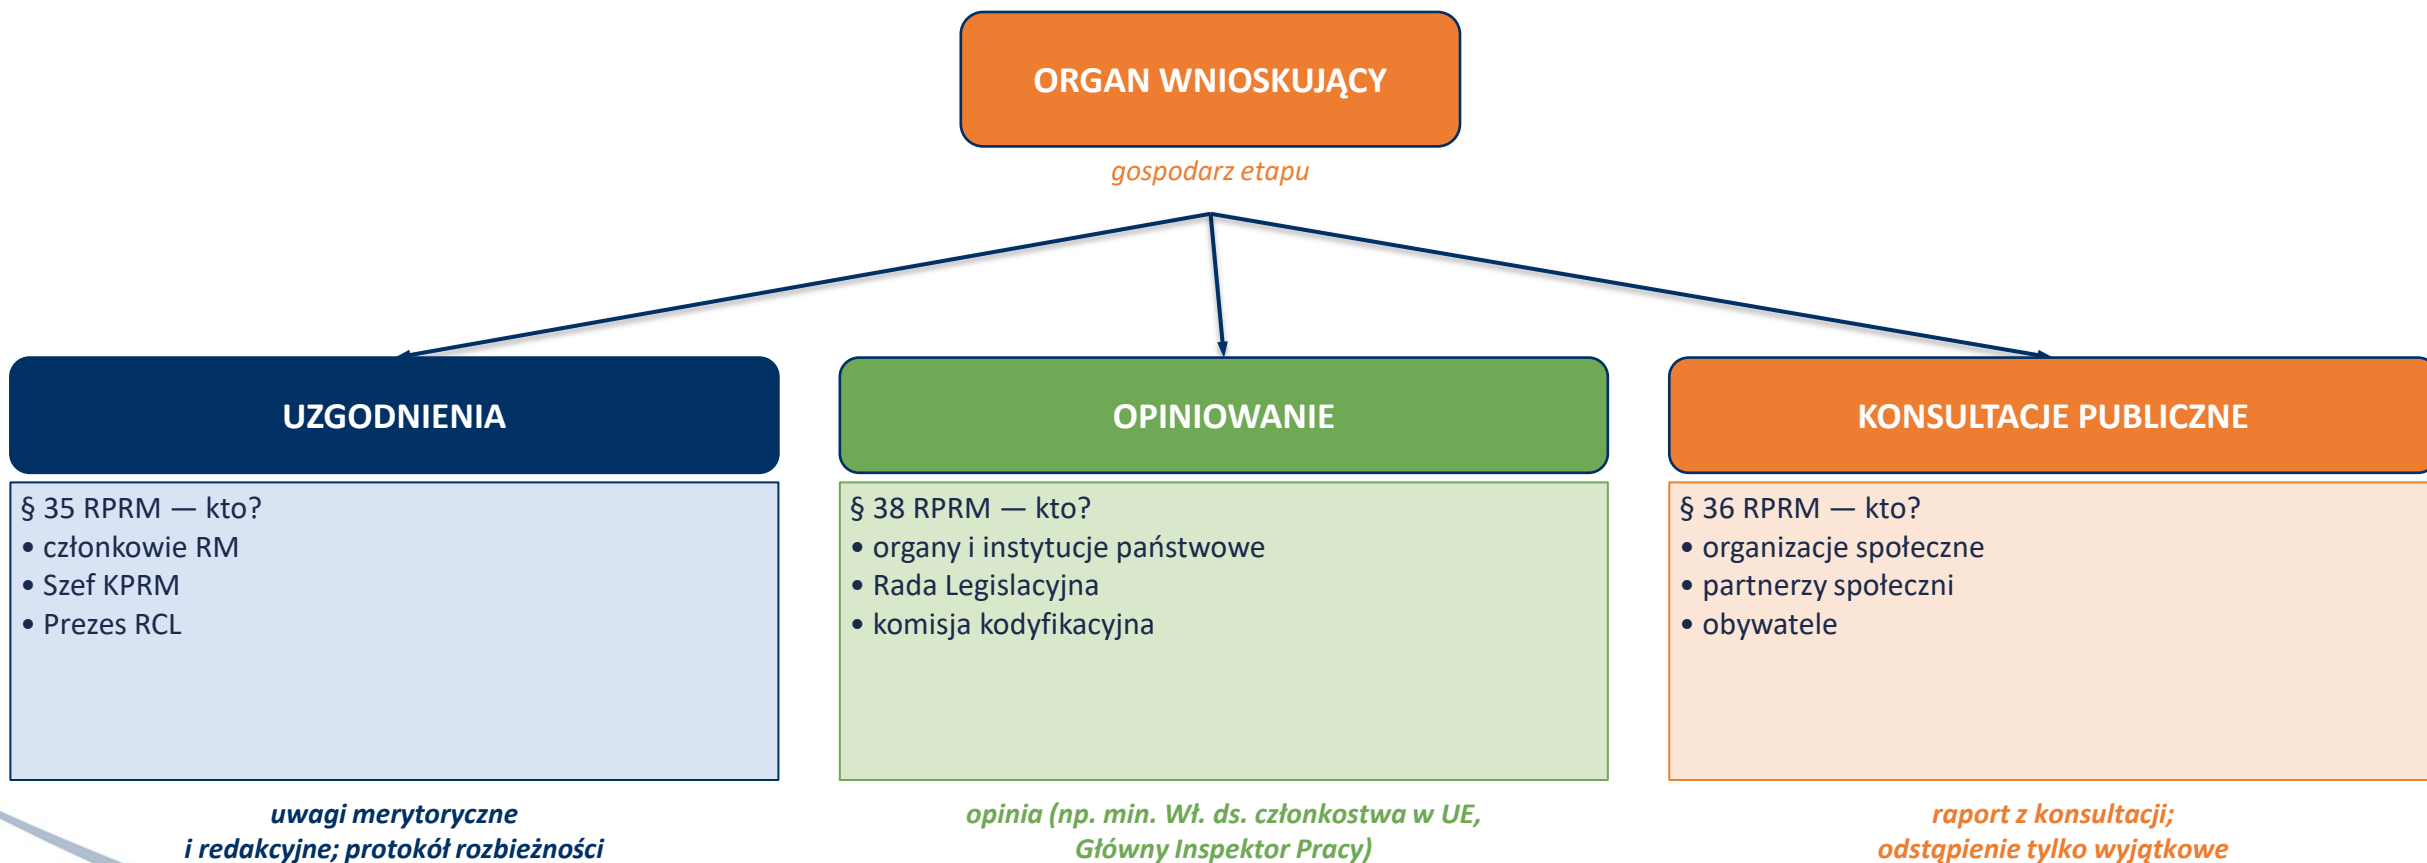 ORGAN WNIOSKUJĄCY
gospodarz etapu
UZGODNIENIA
§ 35 RPRM — kto?
• członkowie RM
• Szef KPRM
• Prezes RCL
uwagi merytoryczne
i redakcyjne; protokół rozbieżności
OPINIOWANIE
§ 38 RPRM — kto?
• organy i instytucje państwowe
• Rada Legislacyjna
• komisja kodyfikacyjna
opinia (np. min. Wł. ds. członkostwa w UE,
Główny Inspektor Pracy)
KONSULTACJE PUBLICZNE
§ 36 RPRM — kto?
• organizacje społeczne
• partnerzy społeczni
• obywatele
raport z konsultacji;
odstąpienie tylko wyjątkowe